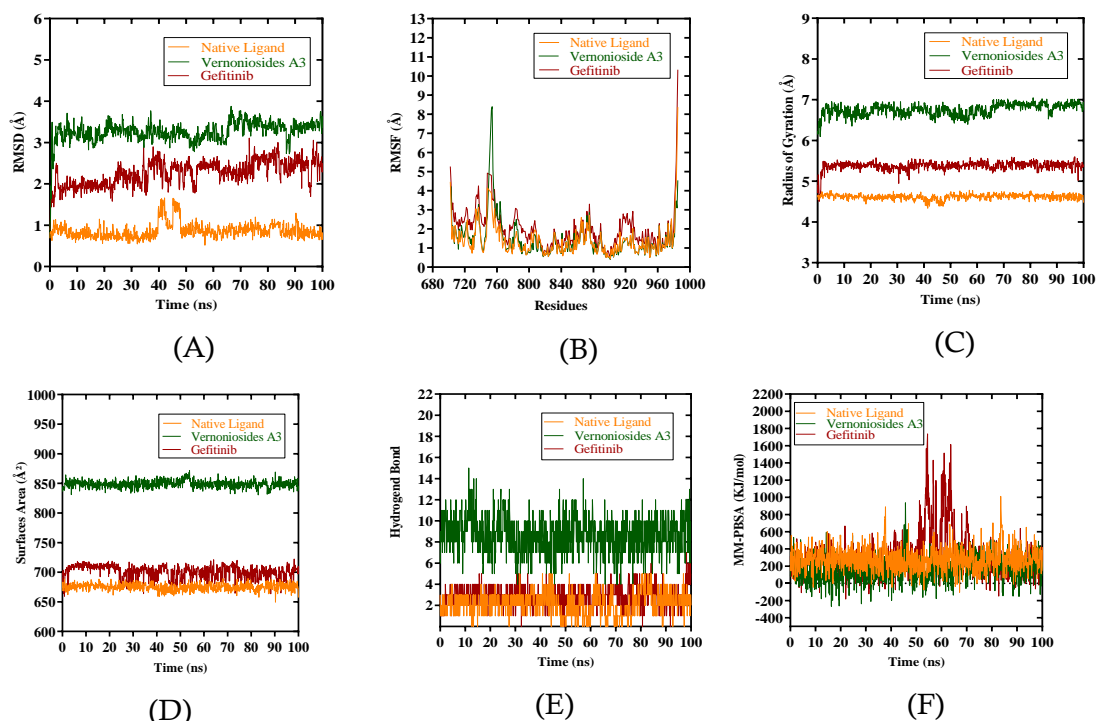 6
5
4
3
2
1
0
RMSD (Å)
Native Ligand
Vernoniosides A3
Gefitinib
0 10 20 30 40 50 60 70 80 90 100
Time (ns)
(A)
13
12
11
10
9
8
7
6
5
4
3
2
1
0
RMSF (Å)
Native Ligand
Vernonioside A3
Gefitinib
680 720 760 800 840 880 920 960 1000
Residues
(B)
9
8
7
6
5
4
3
Radius of Gyration (Å)
Native Ligand
Vernoniosides A3
Gefitinib
0 10 20 30 40 50 60 70 80 90 100
Time (ns)
(C)
1000
950
900
850
800
750
700
650
600
Surfaces Area (Å²)
Native Ligand
Vernoniosides A3
Gefitinib
0 10 20 30 40 50 60 70 80 90 100
Time (ns)
(D)
22
20
18
16
14
12
10
8
6
4
2
Hydrogend Bond
Native Ligand
Vernoniosides A3
Gefitinib
0 10 20 30 40 50 60 70 80 90 100
Time (ns)
(E)
2200
2000
1800
1600
1400
1200
1000
800
600
400
200
0
-200
-400
MM-PBSA (KJ/mol)
Native Ligand
Vernoniosides A3
Gefitinib
0 10 20 30 40 50 60 70 80 90 100
Time (ns)
(F)